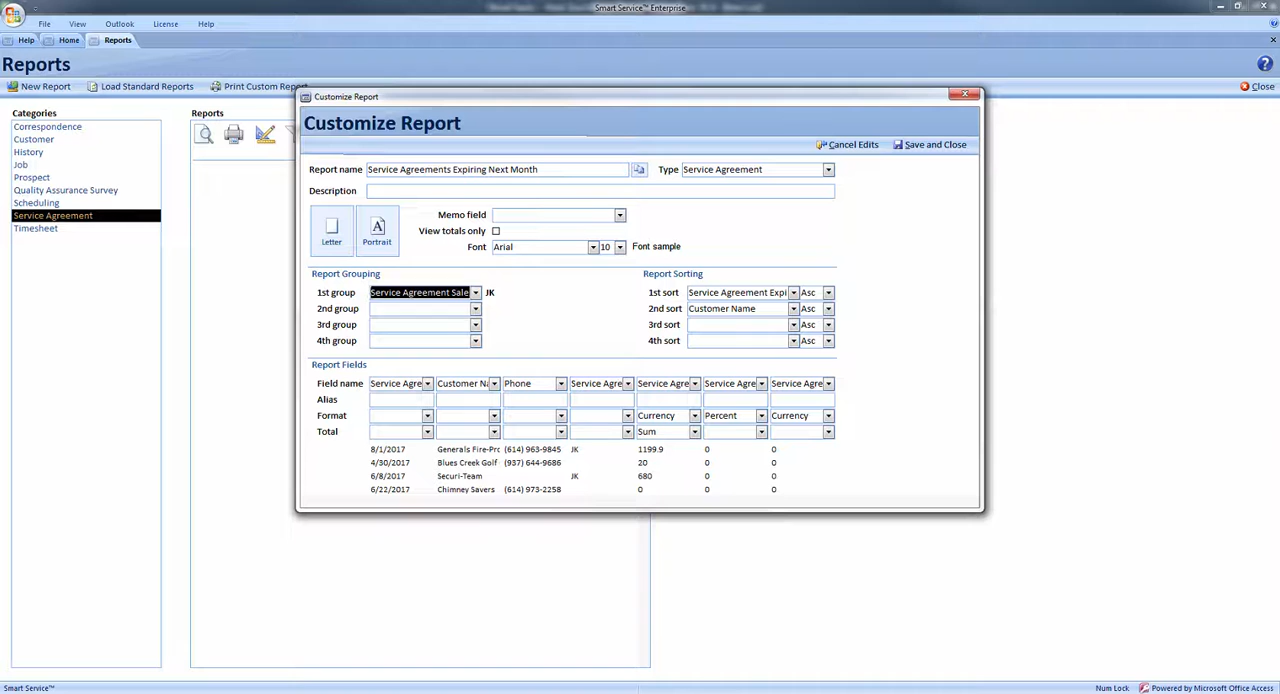 Smart Service™ Enterprise
File View Outlook License Help
Help Home Reports
Reports
New Report Load Standard Reports Print Custom Report Close
Categories
Correspondence
Customer
History
Job
Prospect
Quality Assurance Survey
Scheduling
Service Agreement
Timesheet
Reports
Customize Report
Customize Report
Cancel Edits Save and Close
Report name Service Agreements Expiring Next Month Type Service Agreement
Description
Letter Portrait
Memo field
View totals only
Font Arial 10 Font sample
Report Grouping Report Sorting
1st group Service Agreement Sale JK 1st sort Service Agreement Expi Asc
2nd group 2nd sort Customer Name Asc
3rd group 3rd sort Asc
4th group 4th sort Asc
Report Fields
Field name Service Agre Customer Na Phone Service Agre Service Agre Service Agre Service Agre
Alias
Format Currency Percent Currency
Total Sum
8/1/2017 Generals Fire-Prc (614) 963-9845 JK 1199.9 0 0
4/30/2017 Blues Creek Golf (937) 644-9686 20 0 0
6/8/2017 Securi-Team JK 680 0 0
6/22/2017 Chimney Savers (614) 973-2258 0 0 0
Smart Service™ Num Lock Powered by Microsoft Office Access